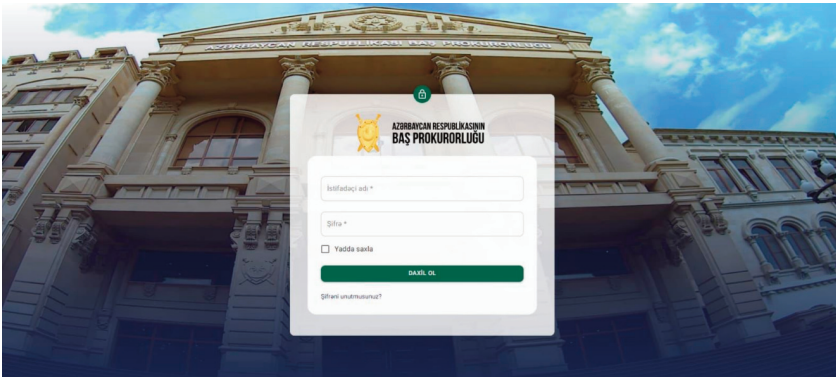 AZƏRBAYCAN RESPUBLİKASI BAŞ PROKURORLUĞU
AZƏRBAYCAN RESPUBLİKASININ
BAŞ PROKURORLUĞU
İstifadəçi adı *
Şifrə *
Yadda saxla
DAXİL OL
Şifrəni unutmusunuz?